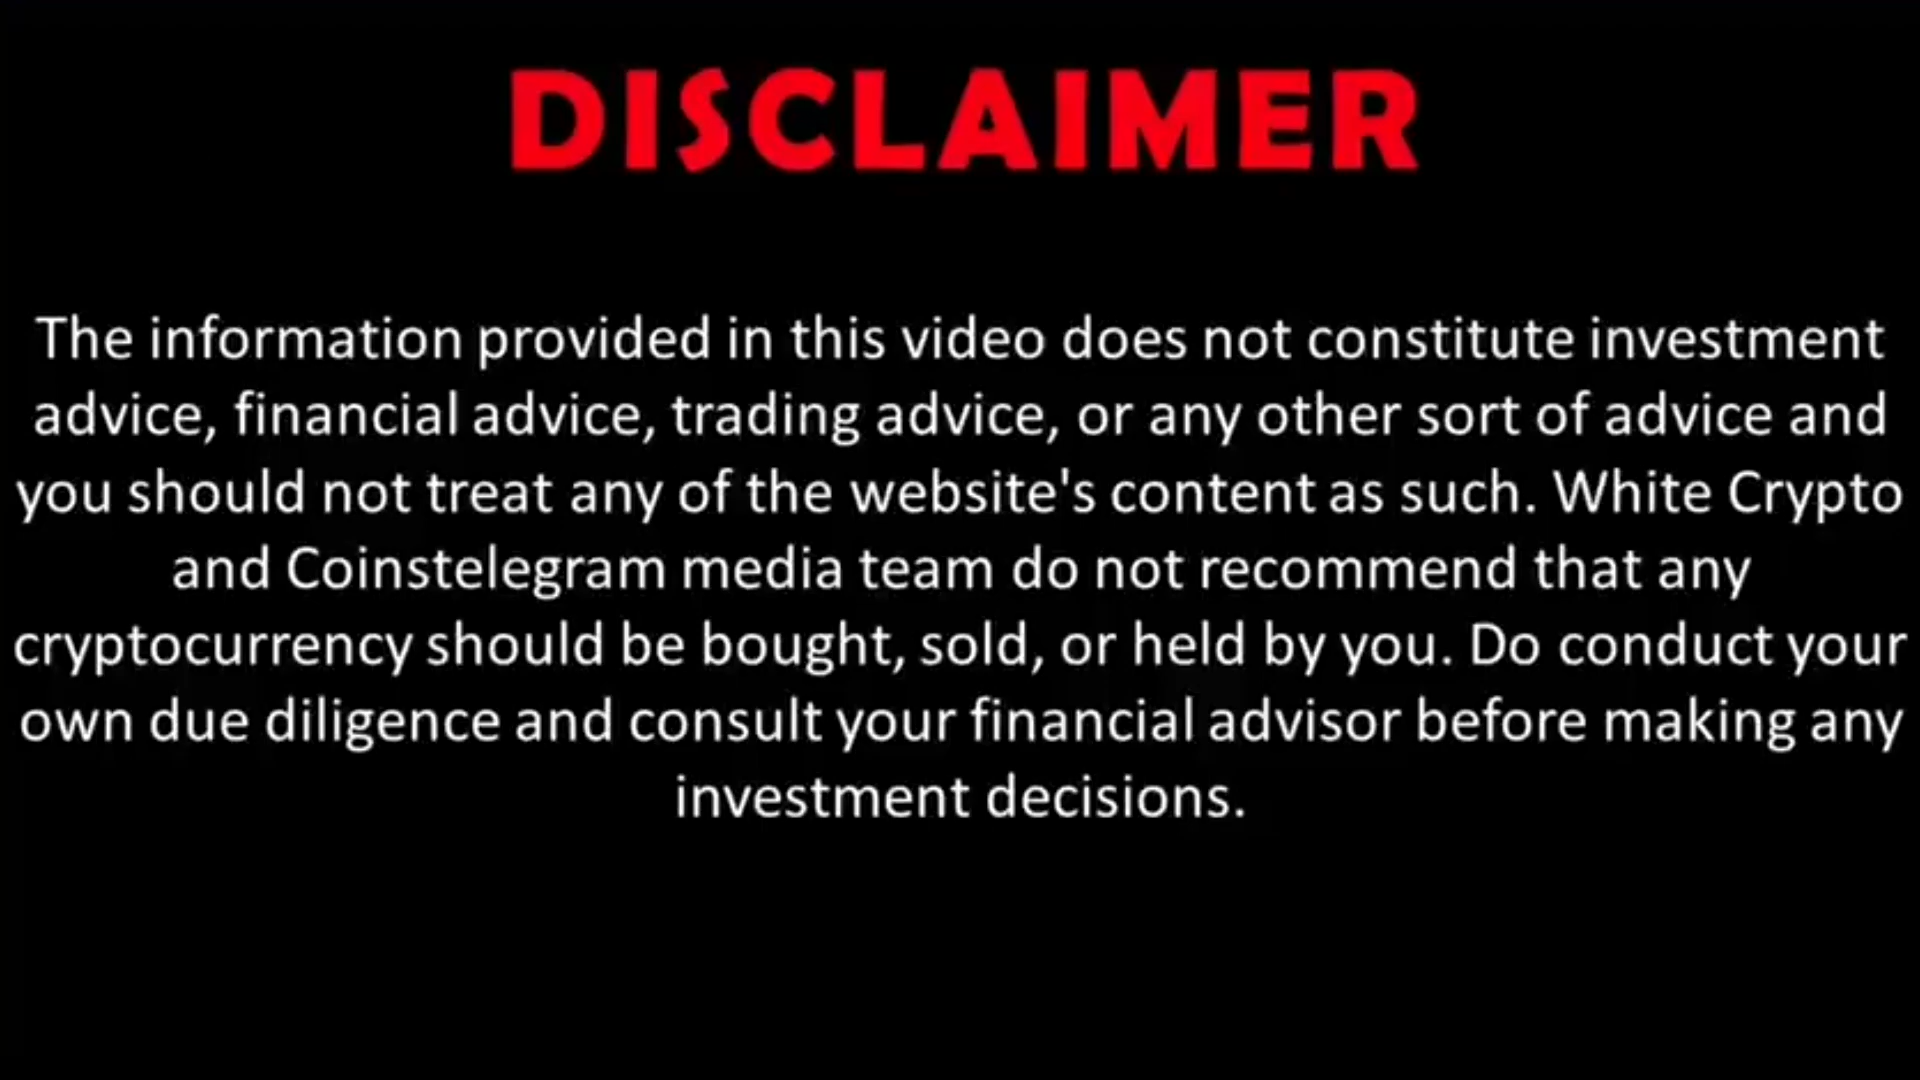 DISCLAIMER
The information provided in this video does not constitute investment
advice, financial advice, trading advice, or any other sort of advice and
you should not treat any of the website's content as such. White Crypto
and Coinstelegram media team do not recommend that any
cryptocurrency should be bought, sold, or held by you. Do conduct your
own due diligence and consult your financial advisor before making any
investment decisions.